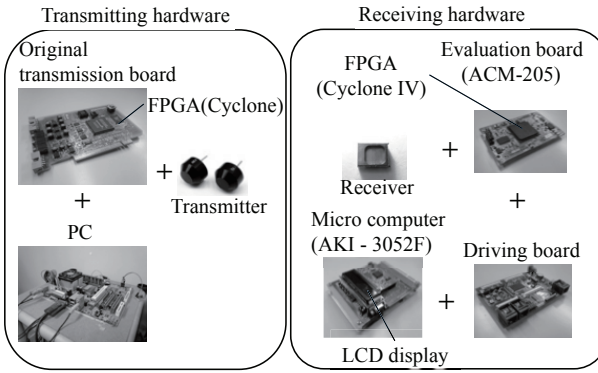 Transmitting hardware
Original
transmission board
FPGA(Cyclone)
+
Transmitter
+
PC
Receiving hardware
FPGA
(Cyclone IV)
Evaluation board
(ACM-205)
+
Receiver
+
Micro computer
(AKI - 3052F)
Driving board
+
LCD display